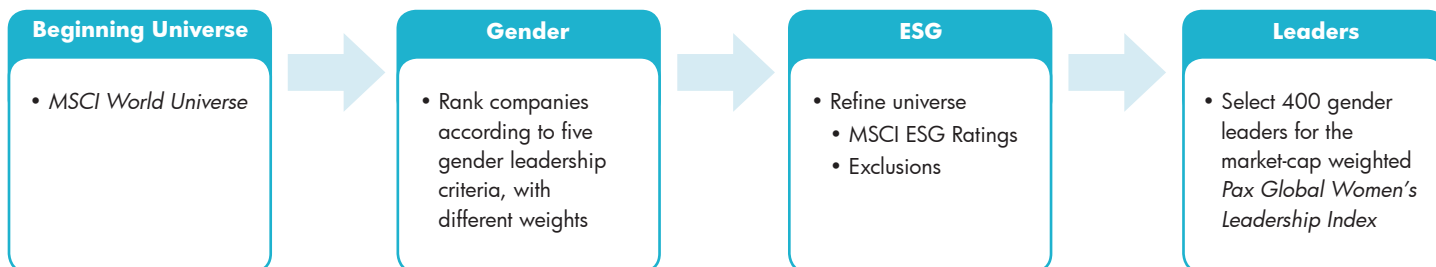 Beginning Universe
• MSCI World Universe
Gender
• Rank companies
according to five
gender leadership
criteria, with
different weights
ESG
• Refine universe
• MSCI ESG Ratings
• Exclusions
Leaders
• Select 400 gender
leaders for the
market-cap weighted
Pax Global Women’s
Leadership Index